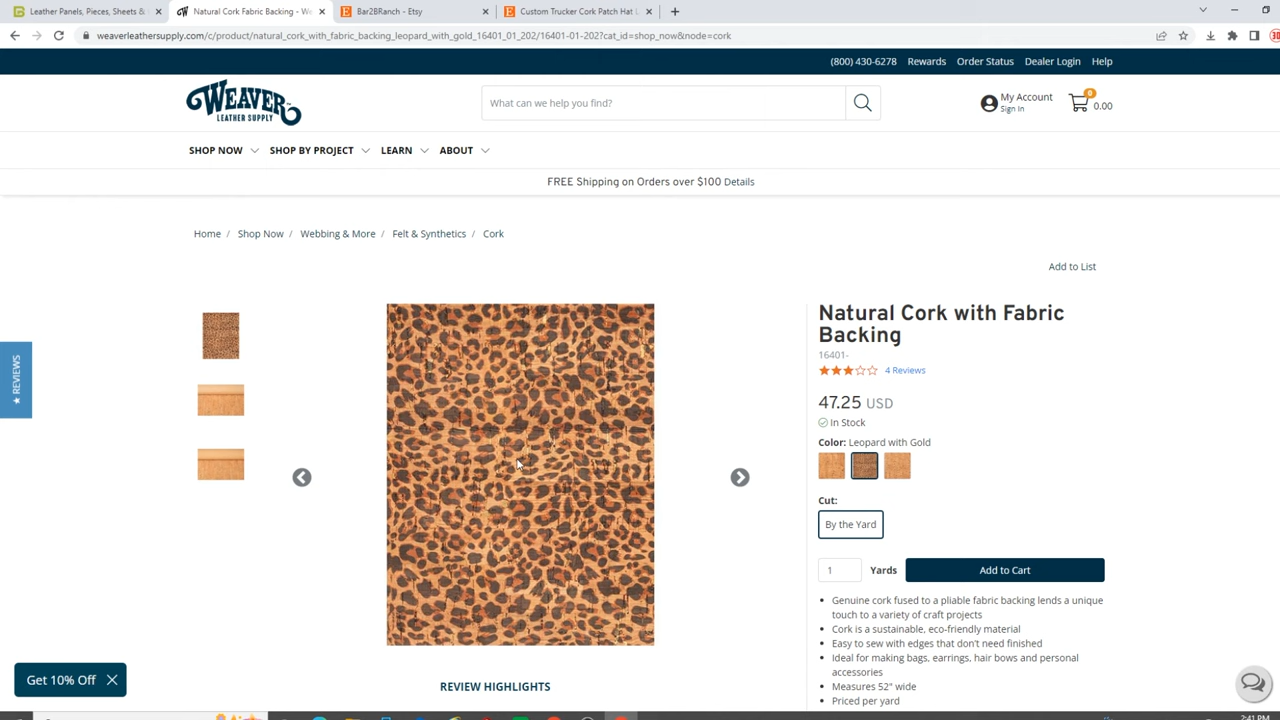 Leather Panels, Pieces, Sheets &
Natural Cork Fabric Backing - We
Bar2BRanch - Etsy
Custom Trucker Cork Patch Hat L
weaverleathersupply.com/c/product/natural_cork_with_fabric_backing_leopard_with_gold_16401_01_202/16401-01-202?cat_id=shop_now&node=cork
(800) 430-6278 Rewards Order Status Dealer Login Help
WEAVER
LEATHER SUPPLY
What can we help you find?
My Account
Sign In
0
0.00
SHOP NOW SHOP BY PROJECT LEARN ABOUT
FREE Shipping on Orders over $100 Details
Home / Shop Now / Webbing & More / Felt & Synthetics / Cork
Add to List
★ REVIEWS
Natural Cork with Fabric
Backing
16401-
4 Reviews
47.25 USD
In Stock
Color: Leopard with Gold
Cut:
By the Yard
1 Yards Add to Cart
• Genuine cork fused to a pliable fabric backing lends a unique
touch to a variety of craft projects
• Cork is a sustainable, eco-friendly material
• Easy to sew with edges that don't need finished
• Ideal for making bags, earrings, hair bows and personal
accessories
• Measures 52" wide
• Priced per yard
Get 10% Off
REVIEW HIGHLIGHTS
2:41 PM